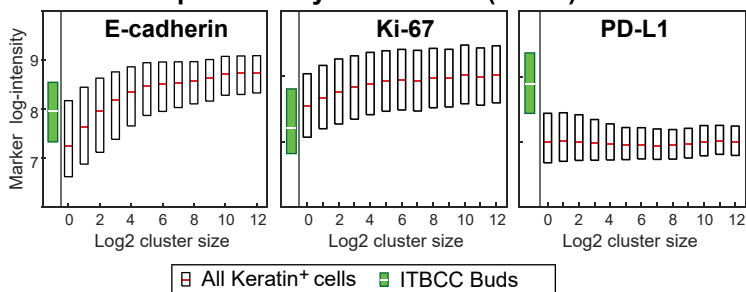 E-cadherin
Ki-67
PD-L1
Marker log-intensity
9
8
7
0 2 4 6 8 10 12
0 2 4 6 8 10 12
0 2 4 6 8 10 12
Log2 cluster size
Log2 cluster size
Log2 cluster size
All Keratin⁺ cells
ITBCC Buds